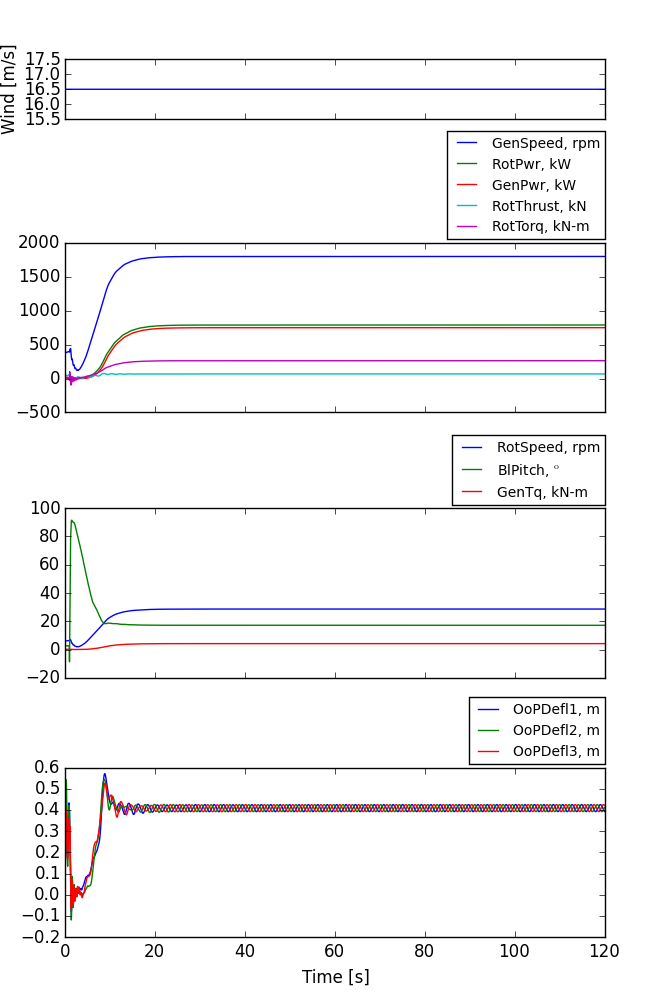 Wind [m/s]
17.5
17.0
16.5
16.0
15.5
GenSpeed, rpm
RotPwr, kW
GenPwr, kW
RotThrust, kN
RotTorq, kN-m
2000
1500
1000
500
0
−500
RotSpeed, rpm
BlPitch, °
GenTq, kN-m
100
80
60
40
20
0
−20
OoPDefl1, m
OoPDefl2, m
OoPDefl3, m
0.6
0.5
0.4
0.3
0.2
0.1
0.0
−0.1
−0.2
0 20 40 60 80 100 120
Time [s]